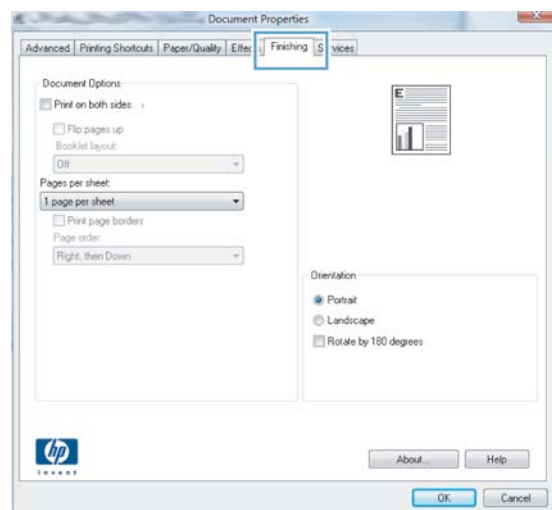 Document Properties
Advanced Printing Shortcuts Paper/Quality Finishing
Document Options
Print on both sides
Flip pages up
Booklet layout:
Off
Pages per sheet:
1 page per sheet
Print page borders
Page order:
Right, then Down
E
Orientation
Portrait
Landscape
Rotate by 180 degrees
hp
invent
About... Help
OK Cancel